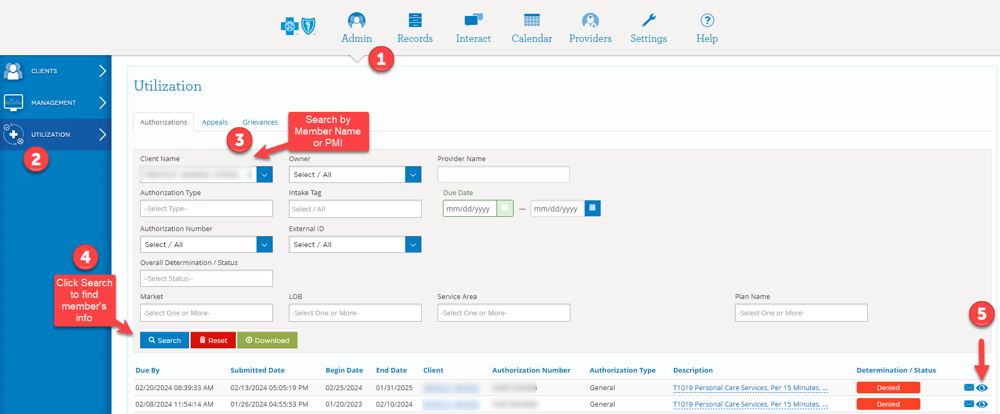 Admin
Records
Interact
Calendar
Providers
Settings
Help
1
CLIENTS
MANAGEMENT
UTILIZATION
2
Utilization
Authorizations
Appeals
Grievances
3
Search by
Member Name
or PMI
Client Name
Owner
Provider Name
Select / All
Authorization Type
Intake Tag
Due Date
--Select Type--
Select / All
mm/dd/yyyy
—
mm/dd/yyyy
Authorization Number
External ID
Select / All
Select / All
4
Click Search
to find
member's
info
Overall Determination / Status
--Select Status--
Market
LOB
Service Area
Plan Name
-Select One or More-
-Select One or More-
-Select One or More-
-Select One or More-
5
Search
Reset
Download
Due By
Submitted Date
Begin Date
End Date
Client
Authorization Number
Authorization Type
Description
Determination / Status
02/20/2024 08:39:33 AM
02/13/2024 05:05:19 PM
02/25/2024
01/31/2025
General
T1019 Personal Care Services, Per 15 Minutes, ...
Denied
02/08/2024 11:54:14 AM
01/26/2024 04:55:53 PM
01/20/2023
02/10/2024
General
T1019 Personal Care Services, Per 15 Minutes, ...
Denied